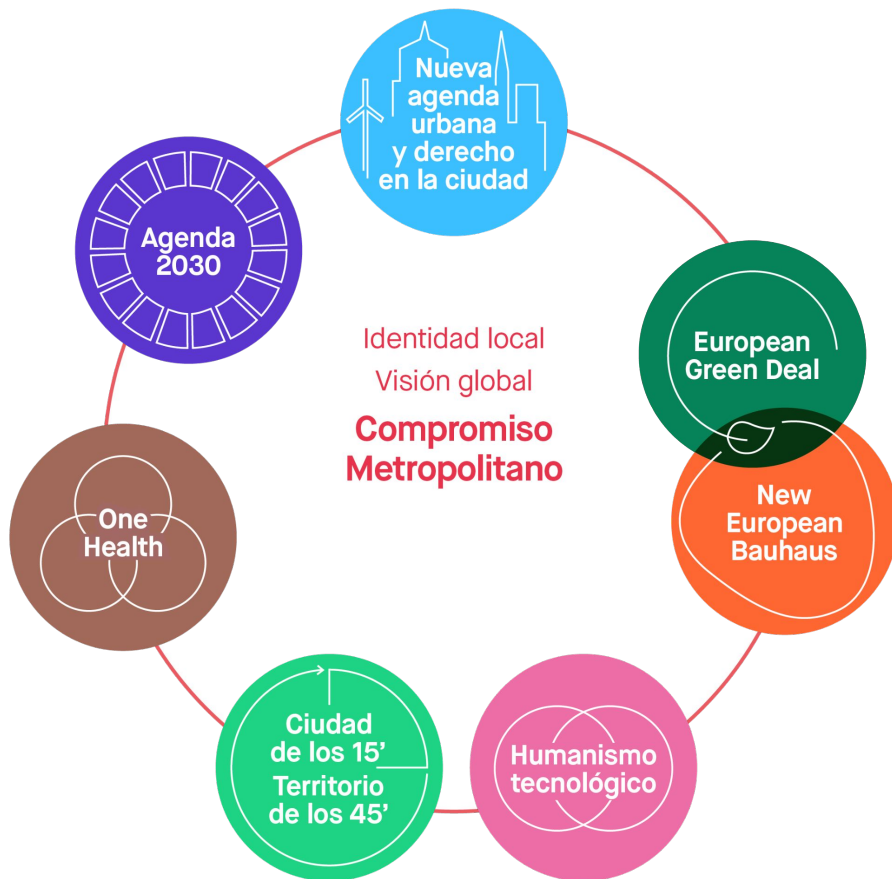 Nueva
agenda
urbana
y derecho
en la ciudad
Agenda
2030
European
Green Deal
Identidad local
Visión global
Compromiso
Metropolitano
New
European
Bauhaus
One
Health
Ciudad
de los 15’
Territorio
de los 45’
Humanismo
tecnológico